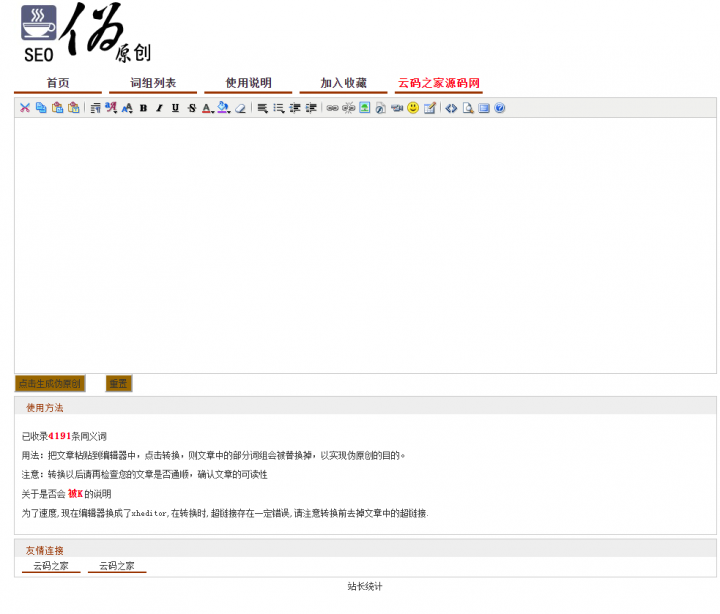 SEO 伪原创
首页 词组列表 使用说明 加入收藏 云码之家源码网
点击生成伪原创 重置
使用方法
已收录4191条同义词
用法：把文章粘贴到编辑器中，点击转换，则文章中的部分词组会被替换掉，以实现伪原创的目的。
注意：转换以后请再检查您的文章是否通顺，确认文章的可读性
关于是否会 被K 的说明
为了速度,现在编辑器换成了xheditor,在转换时,超链接存在一定错误,请注意转换前去掉文章中的超链接.
友情连接
云码之家 云码之家
站长统计